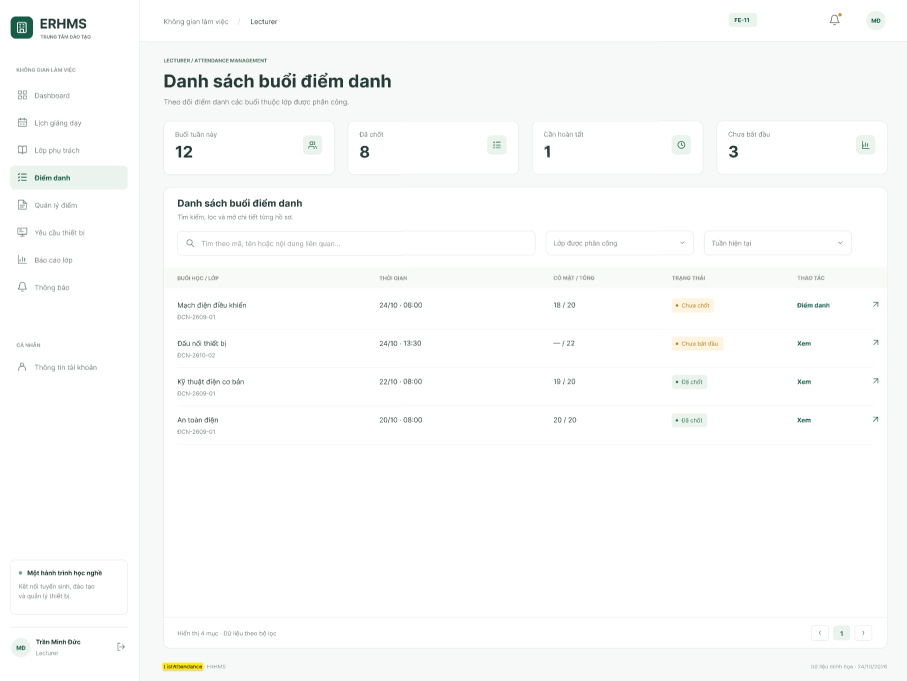 ERHMS
TRUNG TÂM ĐÀO TẠO
KHÔNG GIAN LÀM VIỆC
Dashboard
Lịch giảng dạy
Lớp phụ trách
Điểm danh
Quản lý điểm
Yêu cầu thiết bị
Báo cáo lớp
Thông báo
CÁ NHÂN
Thông tin tài khoản
Một hành trình học nghề
Kết nối tuyển sinh, đào tạo
và quản lý thiết bị.
MĐ
Trần Minh Đức
Lecturer
Không gian làm việc / Lecturer
FE-11
MĐ
LECTURER / ATTENDANCE MANAGEMENT
Danh sách buổi điểm danh
Theo dõi điểm danh các buổi thuộc lớp được phân công.
Buổi tuần này
12
Đã chốt
8
Cần hoàn tất
1
Chưa bắt đầu
3
Danh sách buổi điểm danh
Tìm kiếm, lọc và mở chi tiết từng hồ sơ.
Tìm theo mã, tên hoặc nội dung liên quan...
Lớp được phân công
Tuần hiện tại
BUỔI HỌC / LỚP THỜI GIAN CÓ MẶT / TỔNG TRẠNG THÁI THAO TÁC
Mạch điện điều khiển 24/10 · 08:00 18 / 20 Chưa chốt Điểm danh
ĐCN-2609-01
Đấu nối thiết bị 24/10 · 13:30 — / 22 Chưa bắt đầu Xem
ĐCN-2610-02
Kỹ thuật điện cơ bản 22/10 · 08:00 19 / 20 Đã chốt Xem
ĐCN-2609-01
An toàn điện 20/10 · 08:00 20 / 20 Đã chốt Xem
ĐCN-2609-01
Hiển thị 4 mục · Dữ liệu theo bộ lọc
1
ListAttendance ERHMS
Dữ liệu minh họa · 24/10/2026